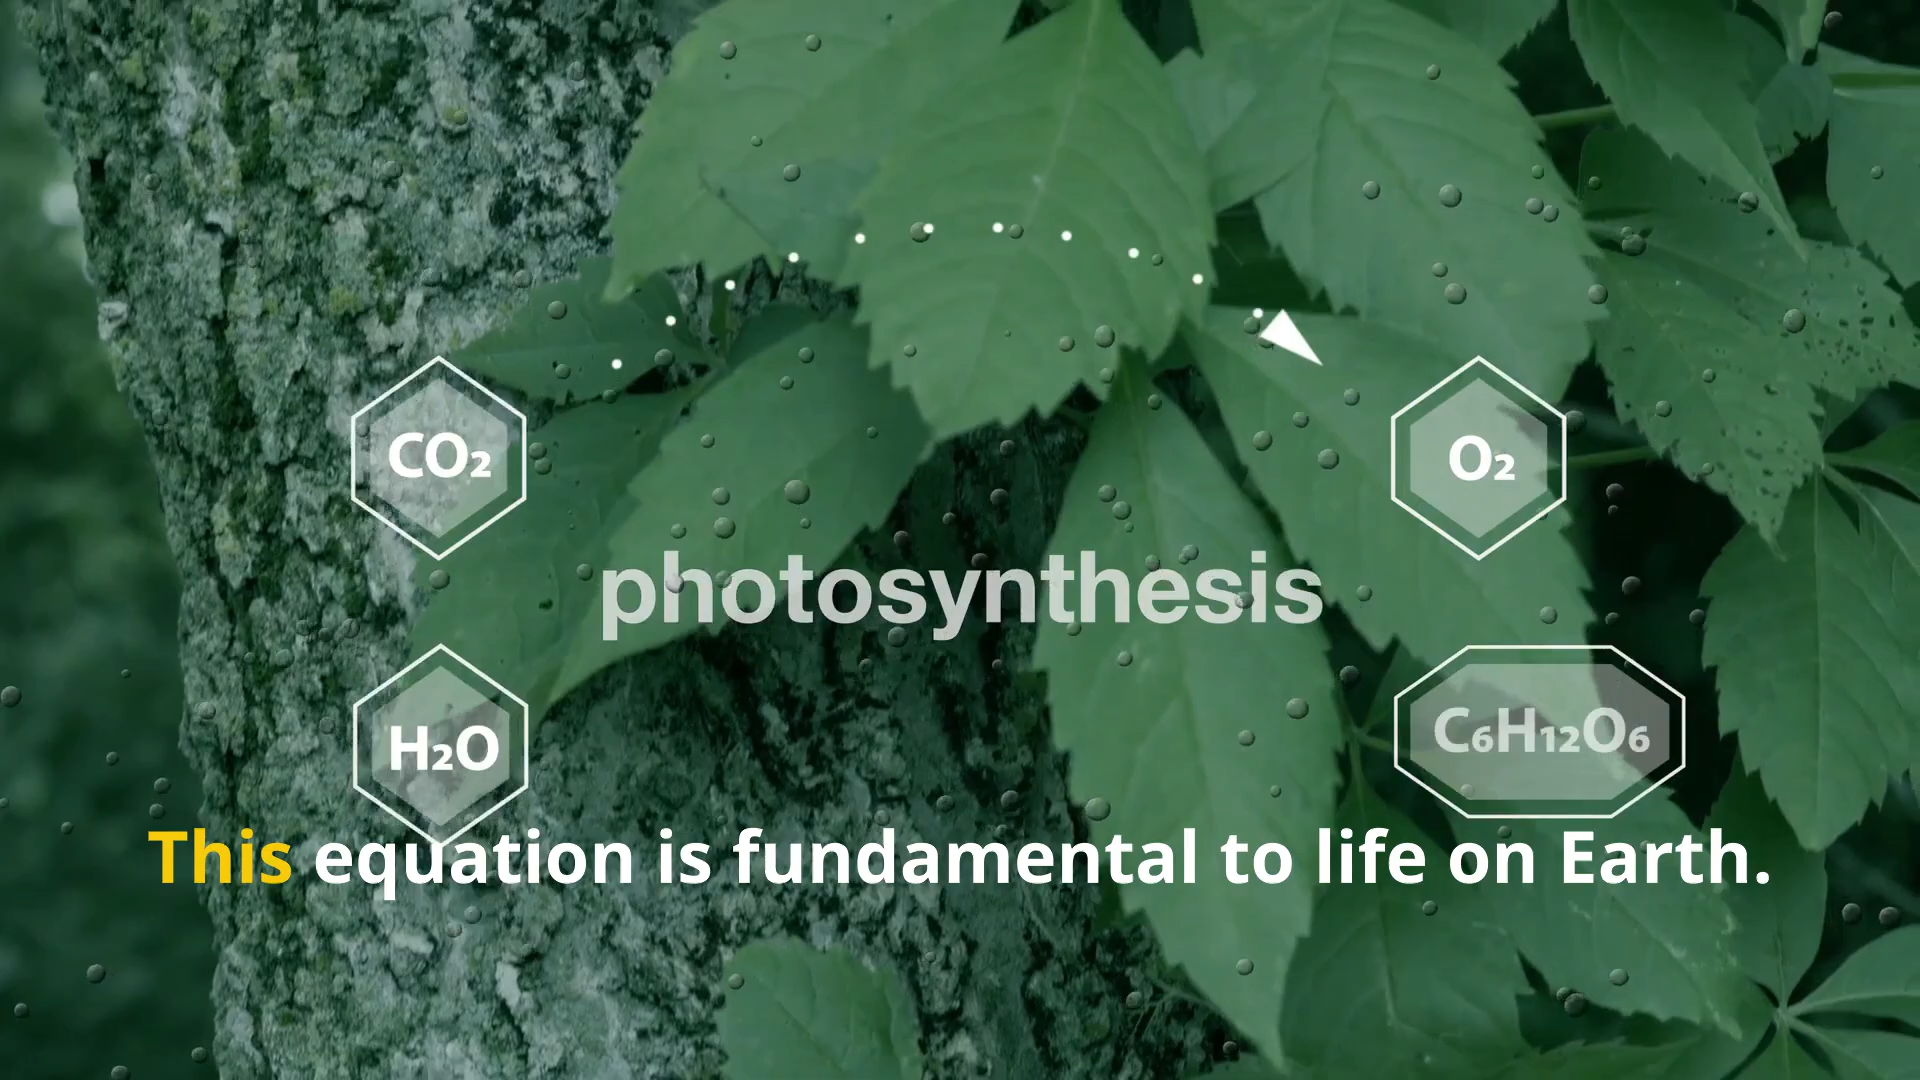 CO₂
O₂
photosynthesis
H₂O
C₆H₁₂O₆
This equation is fundamental to life on Earth.